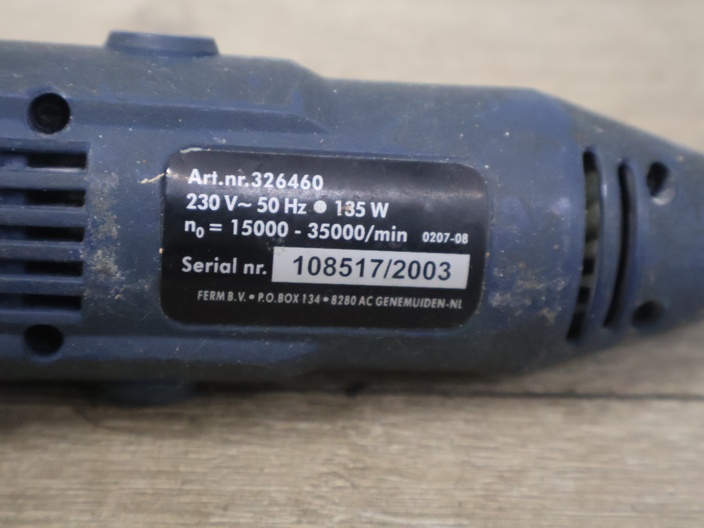 Art.nr.326460
230 V~ 50 Hz ● 135 W
n₀ = 15000 - 35000/min 0207-08
Serial nr. 108517/2003
FERM B.V. • P.O.BOX 134 • 8280 AC GENEMUIDEN-NL